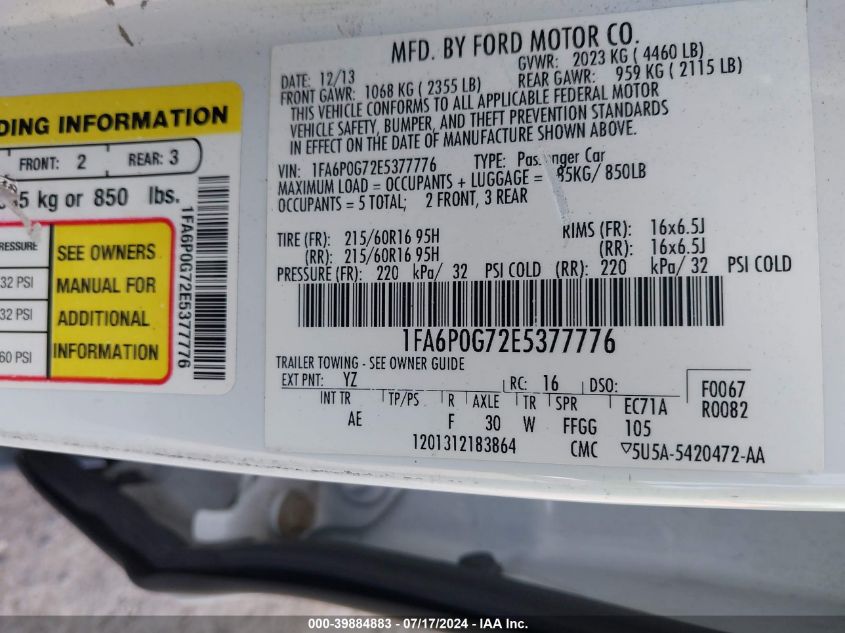 DING INFORMATION
FRONT: 2 REAR: 3
5 kg or 850 lbs.
PRESSURE
32 PSI
32 PSI
60 PSI
SEE OWNERS
MANUAL FOR
ADDITIONAL
INFORMATION
1FA6P0G72E5377776
MFD. BY FORD MOTOR CO.
DATE: 12/13 GVWR: 2023 KG ( 4460 LB)
FRONT GAWR: 1068 KG ( 2355 LB) REAR GAWR: 959 KG ( 2115 LB)
THIS VEHICLE CONFORMS TO ALL APPLICABLE FEDERAL MOTOR
VEHICLE SAFETY, BUMPER, AND THEFT PREVENTION STANDARDS
IN EFFECT ON THE DATE OF MANUFACTURE SHOWN ABOVE.
VIN: 1FA6P0G72E5377776 TYPE: Car
MAXIMUM LOAD = OCCUPANTS + LUGGAGE = 85KG/ 850LB
OCCUPANTS = 5 TOTAL; 2 FRONT, 3 REAR
TIRE (FR): 215/60R16 95H RIMS (FR): 16x6.5J
(RR): 215/60R16 95H (RR): 16x6.5J
PRESSURE (FR): 220 kPa/ 32 PSI COLD (RR): 220 kPa/ 32 PSI COLD
1FA6P0G72E5377776
TRAILER TOWING - SEE OWNER GUIDE
EXT PNT: YZ RC: 16 DSO: F0067
INT TR TP/PS R AXLE TR SPR EC71A R0082
AE F 30 W FFGG 105
1201312183864 CMC ▽5U5A-5420472-AA
000-39884883 / 07/17/2024 - IAA Inc.